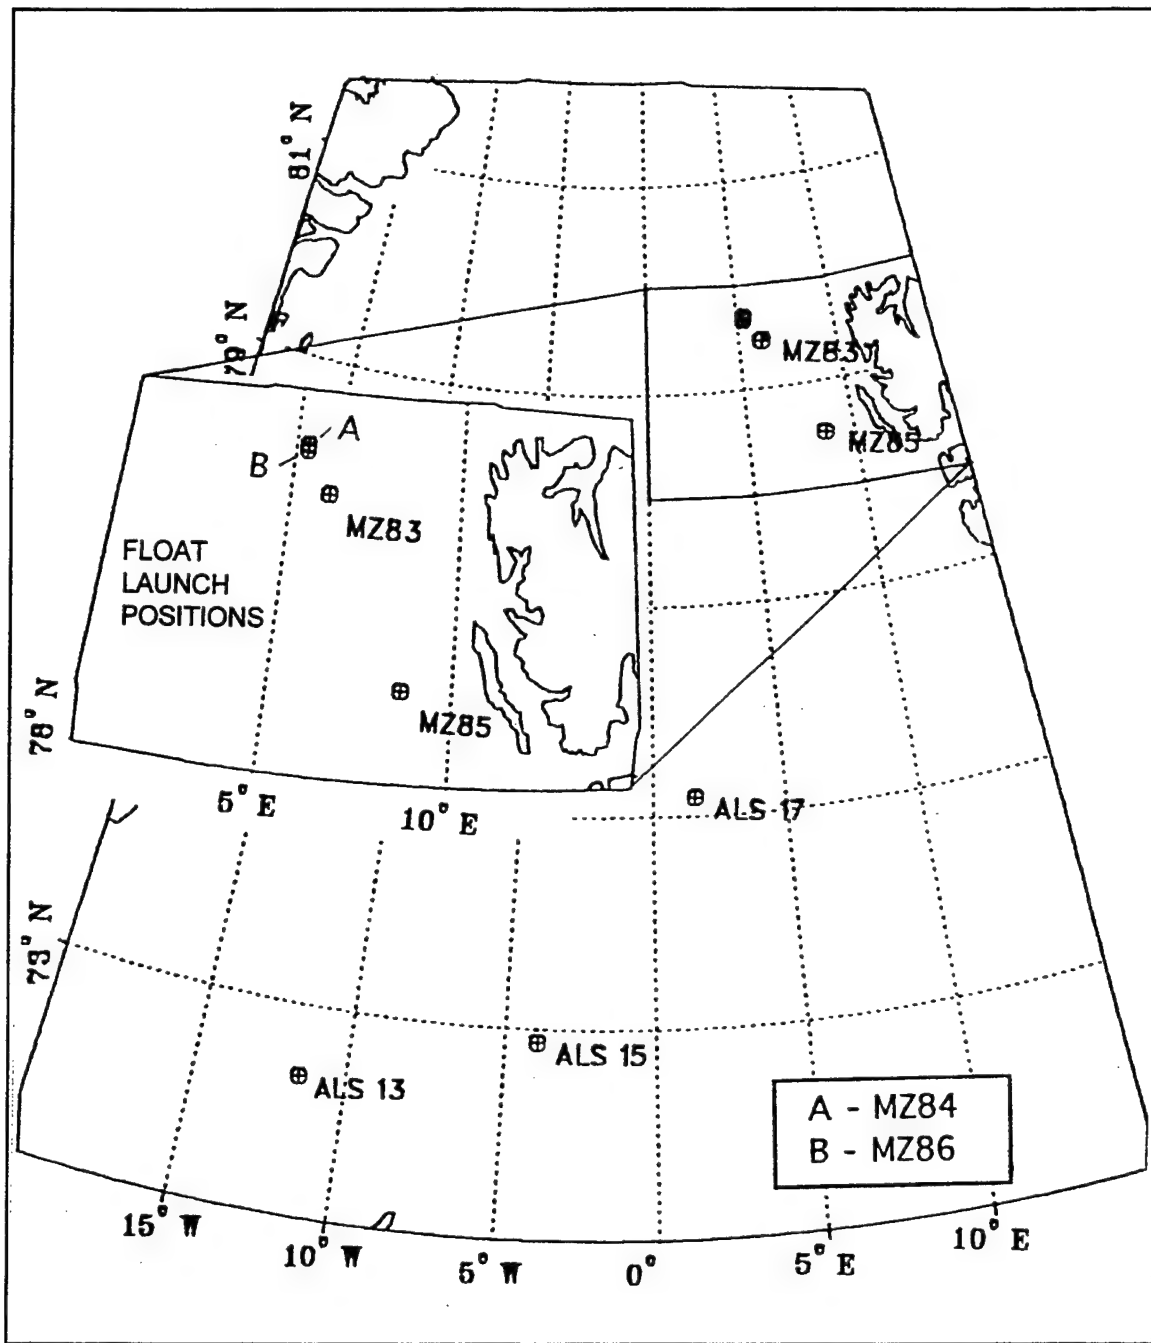 81° N
79° N
MZ83
MZ85
A
B
MZ83
FLOAT
LAUNCH
POSITIONS
MZ85
78° N
5° E
10° E
ALS 17
73° N
ALS 15
ALS 13
A - MZ84
B - MZ86
15° W
10° W
5° W
0°
5° E
10° E